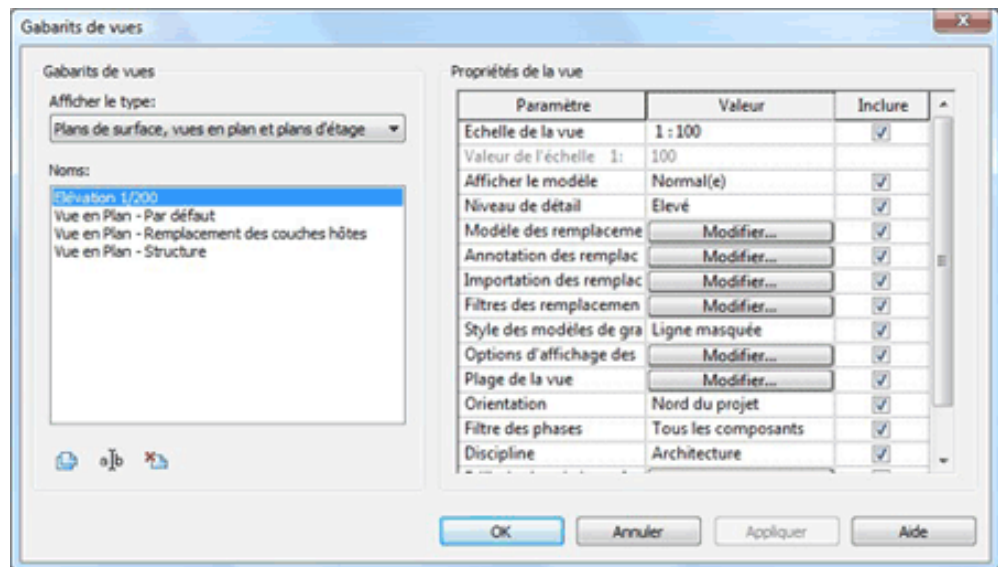 Gabarits de vues
Gabarits de vues
Afficher le type:
Plans de surface, vues en plan et plans d'étage
Noms:
Elévation 1/200
Vue en Plan - Par défaut
Vue en Plan - Remplacement des couches hôtes
Vue en Plan - Structure
Propriétés de la vue
Paramètre Valeur Inclure
Echelle de la vue 1 : 100
Valeur de l'échelle 1: 100
Afficher le modèle Normal(e)
Niveau de détail Elevé
Modèle des remplaceme Modifier...
Annotation des remplac Modifier...
Importation des remplac Modifier...
Filtres des remplacemen Modifier...
Style des modèles de gra Ligne masquée
Options d'affichage des Modifier...
Plage de la vue Modifier...
Orientation Nord du projet
Filtre des phases Tous les composants
Discipline Architecture
OK Annuler Appliquer Aide